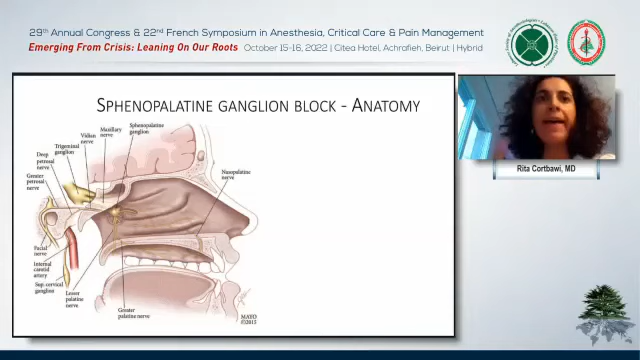 29th Annual Congress & 22nd French Symposium in Anesthesia, Critical Care & Pain Management
Emerging From Crisis: Leaning On Our Roots October 15-16, 2022 | Citea Hotel, Achrafieh, Beirut | Hybrid
SPHENOPALATINE GANGLION BLOCK - ANATOMY
Sphenopalatine
ganglion
Maxillary
nerve
Vidian
nerve
Trigeminal
ganglion
Deep
petrosal
nerve
Greater
petrosal
nerve
Nasopalatine
nerve
Facial
nerve
Internal
carotid
artery
Sup. cervical
ganglion
Lesser
palatine
nerve
Greater
palatine nerve
MAYO
©2015
Rita Cortbawi, MD